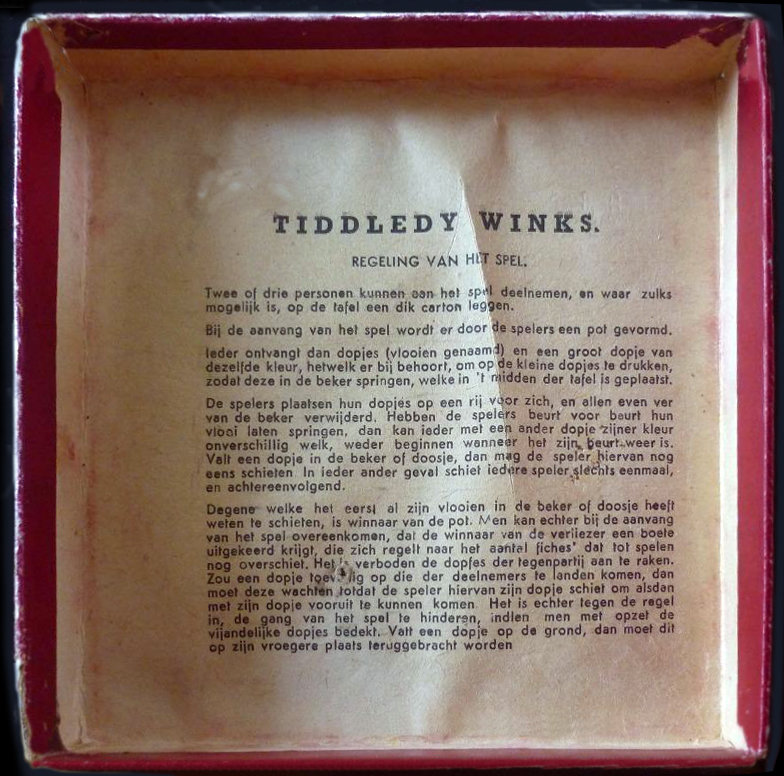 TIDDLEDY WINKS.
REGELING VAN HET SPEL.
Twee of drie personen kunnen aan het spel deelnemen, en waar zulks
mogelijk is, op de tafel een dik carton leggen.
Bij de aanvang van het spel wordt er door de spelers een pot gevormd.
Ieder ontvangt dan dopjes (vlooien genaamd) en een groot dopje van
dezelfde kleur, hetwelk er bij behoort, om op de kleine dopjes te drukken,
zodat deze in de beker springen, welke in 't midden der tafel is geplaatst.
De spelers plaatsen hun dopjes op een rij voor zich, en allen even ver
van de beker verwijderd. Hebben de spelers beurt voor beurt hun
vlooi laten springen, dan kan ieder met een ander dopje zijner kleur
onverschillig welk, weder beginnen wanneer het zijn beurt weer is.
Valt een dopje in de beker of doosje, dan mag de speler hiervan nog
eens schieten. In ieder ander geval schiet iedere speler slechts eenmaal,
en achtereenvolgend.
Degene welke het eerst al zijn vlooien in de beker of doosje heeft
weten te schieten, is winnaar van de pot. Men kan echter bij de aanvang
van het spel overeenkomen, dat de winnaar van de verliezer een boete
uitgekeerd krijgt, die zich regelt naar het aantal fiches' dat tot spelen
nog overschiet. Het is verboden de dopjes der tegenpartij aan te raken.
Zou een dopje toevallig op die der deelnemers te landen komen, dan
moet deze wachten totdat de speler hiervan zijn dopje schiet om alsdan
met zijn dopje vooruit te kunnen komen. Het is echter tegen de regel
in, de gang van het spel te hinderen, indien men met opzet de
vijandelijke dopjes bedekt. Valt een dopje op de grond, dan moet dit
op zijn vroegere plaats teruggebracht worden